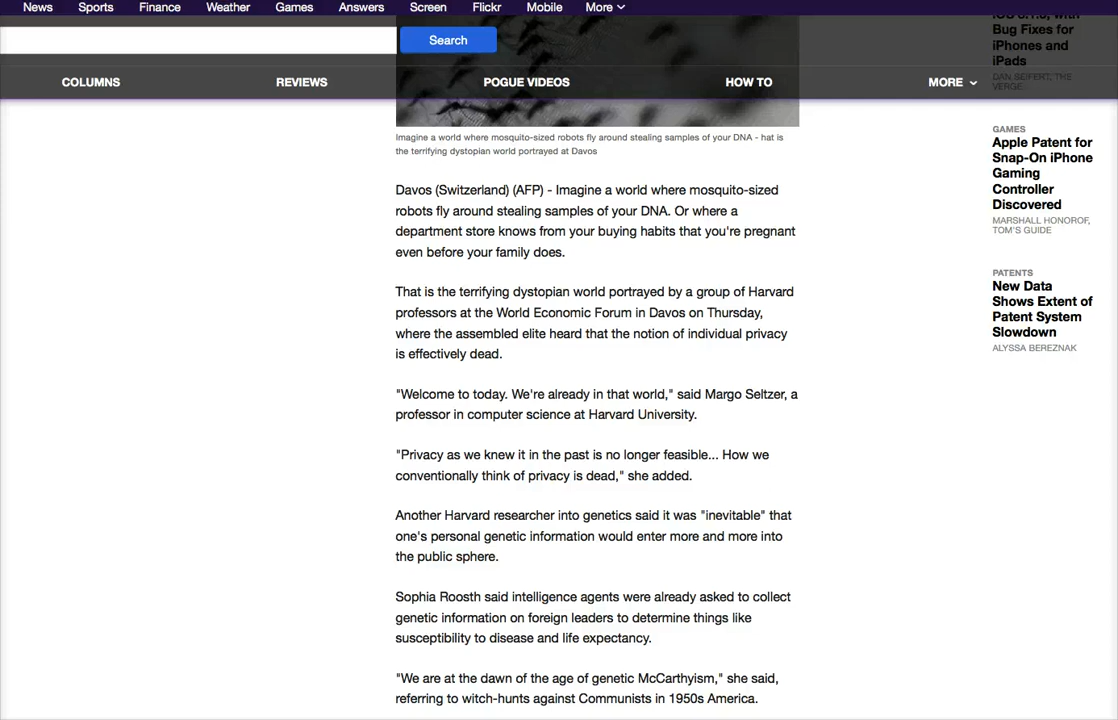 News Sports Finance Weather Games Answers Screen Flickr Mobile More
Search
COLUMNS REVIEWS POGUE VIDEOS HOW TO MORE
Imagine a world where mosquito-sized robots fly around stealing samples of your DNA - hat is
the terrifying dystopian world portrayed at Davos
Davos (Switzerland) (AFP) - Imagine a world where mosquito-sized
robots fly around stealing samples of your DNA. Or where a
department store knows from your buying habits that you're pregnant
even before your family does.
That is the terrifying dystopian world portrayed by a group of Harvard
professors at the World Economic Forum in Davos on Thursday,
where the assembled elite heard that the notion of individual privacy
is effectively dead.
"Welcome to today. We're already in that world," said Margo Seltzer, a
professor in computer science at Harvard University.
"Privacy as we knew it in the past is no longer feasible... How we
conventionally think of privacy is dead," she added.
Another Harvard researcher into genetics said it was "inevitable" that
one's personal genetic information would enter more and more into
the public sphere.
Sophia Roosth said intelligence agents were already asked to collect
genetic information on foreign leaders to determine things like
susceptibility to disease and life expectancy.
"We are at the dawn of the age of genetic McCarthyism," she said,
referring to witch-hunts against Communists in 1950s America.
with
Bug Fixes for
iPhones and
iPads
DAN SEIFERT, THE
VERGE
GAMES
Apple Patent for
Snap-On iPhone
Gaming
Controller
Discovered
MARSHALL HONOROF,
TOM'S GUIDE
PATENTS
New Data
Shows Extent of
Patent System
Slowdown
ALYSSA BEREZNAK